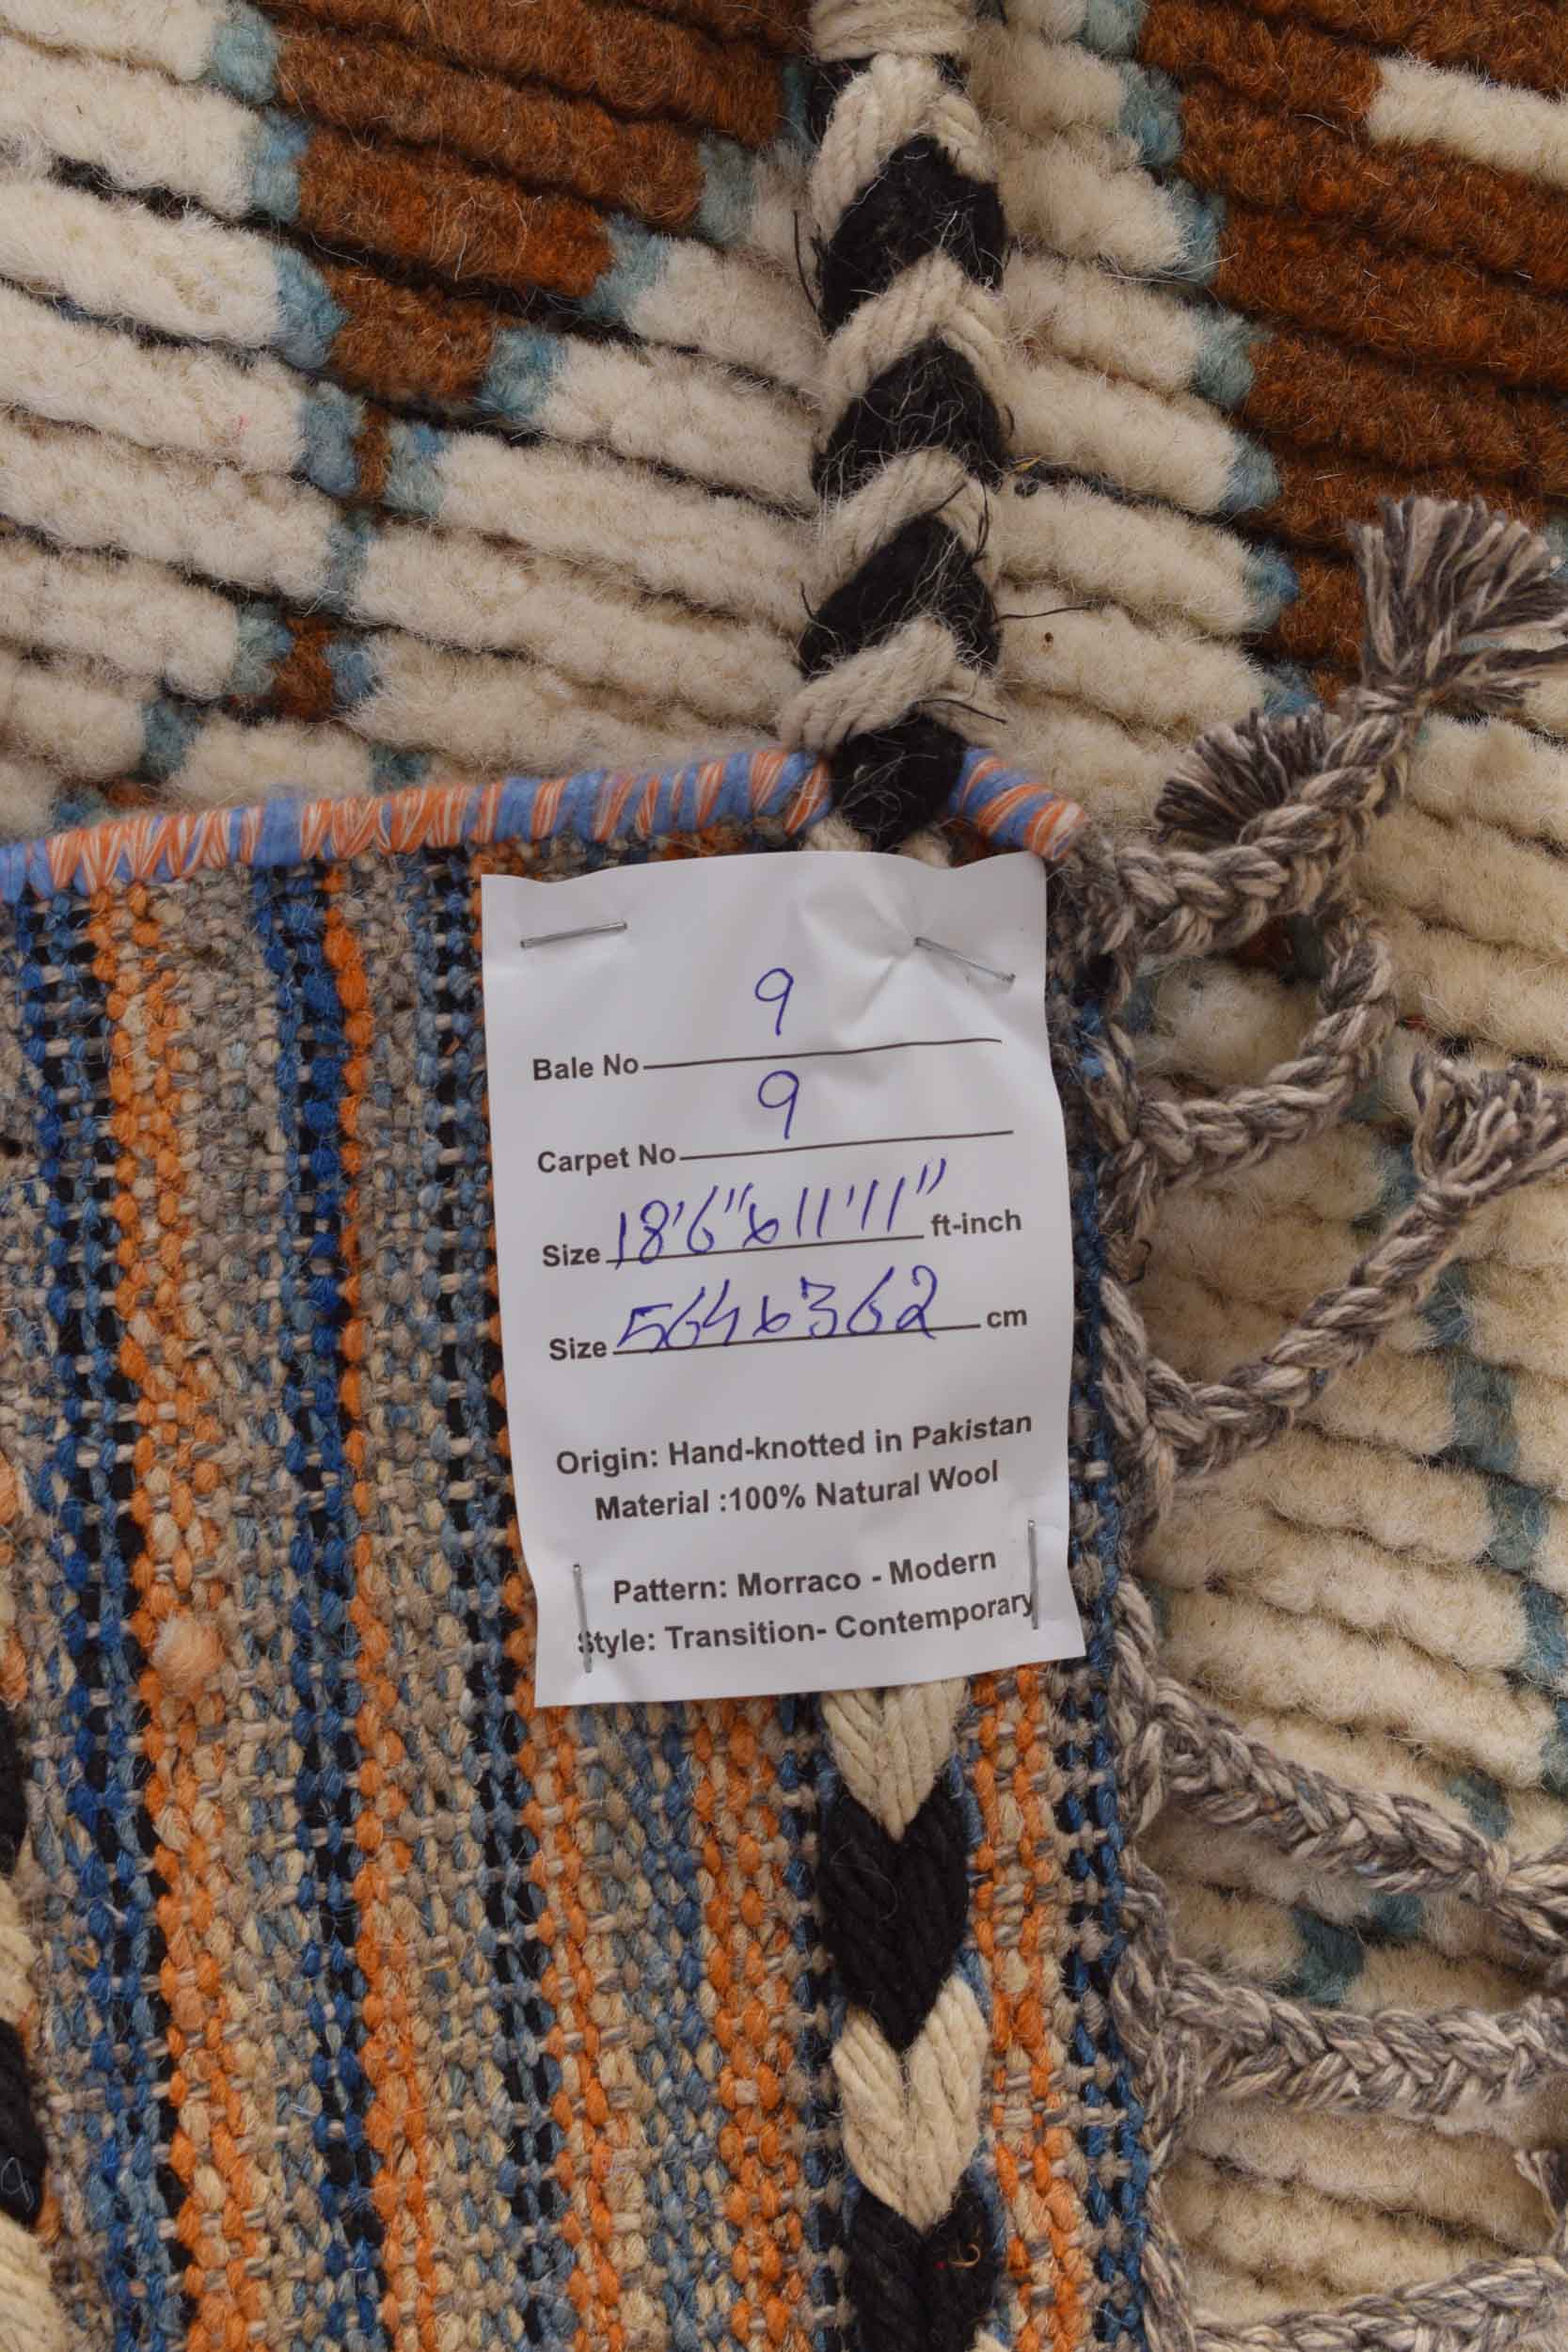 Bale No 9
Carpet No 9
Size 18'6"x11'11" ft-inch
Size 564x362 cm
Origin: Hand-knotted in Pakistan
Material :100% Natural Wool
Pattern: Morraco - Modern
Style: Transition- Contemporary